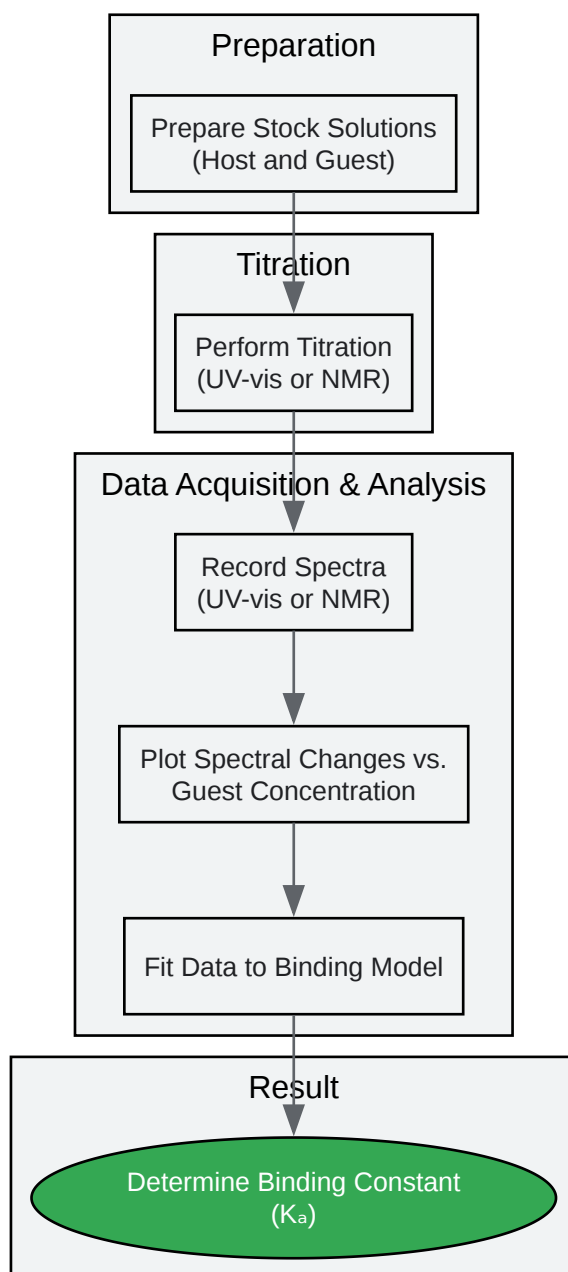 Preparation
Prepare Stock Solutions
(Host and Guest)
Titration
Perform Titration
(UV-vis or NMR)
Data Acquisition & Analysis
Record Spectra
(UV-vis or NMR)
Plot Spectral Changes vs.
Guest Concentration
Fit Data to Binding Model
Result
Determine Binding Constant
(Kₐ)